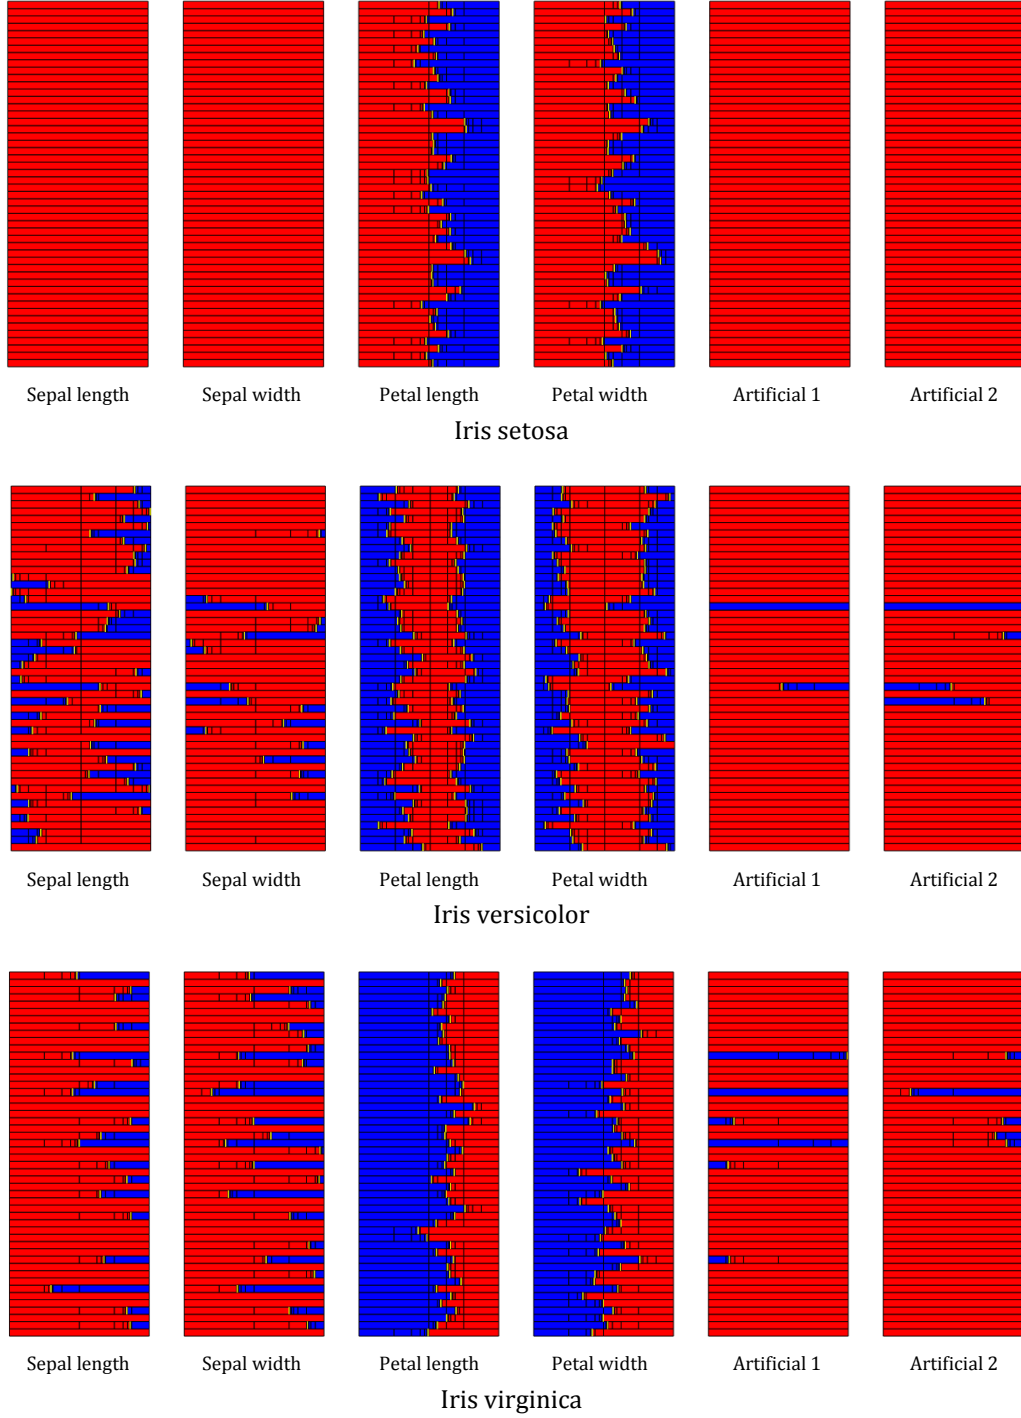 Sepal length Sepal width Petal length Petal width Artificial 1 Artificial 2
Iris setosa
Sepal length Sepal width Petal length Petal width Artificial 1 Artificial 2
Iris versicolor
Sepal length Sepal width Petal length Petal width Artificial 1 Artificial 2
Iris virginica